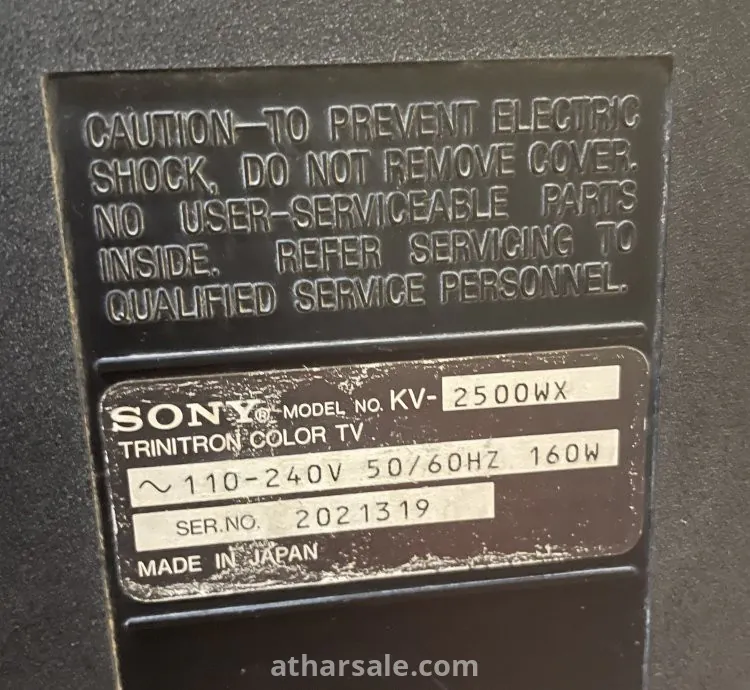 CAUTION—TO PREVENT ELECTRIC
SHOCK, DO NOT REMOVE COVER.
NO USER-SERVICEABLE PARTS
INSIDE. REFER SERVICING TO
QUALIFIED SERVICE PERSONNEL.
SONY® MODEL NO. KV- 2500WX
TRINITRON COLOR TV
~ 110-240V 50/60HZ 160W
SER.NO. 2021319
MADE IN JAPAN
atharsale.com